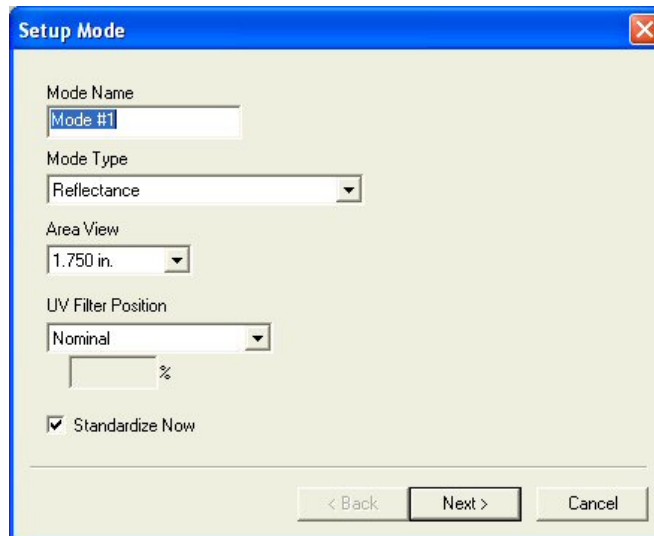 Setup Mode
Mode Name
Mode #1
Mode Type
Reflectance
Area View
1.750 in.
UV Filter Position
Nominal
%
Standardize Now
< Back Next > Cancel